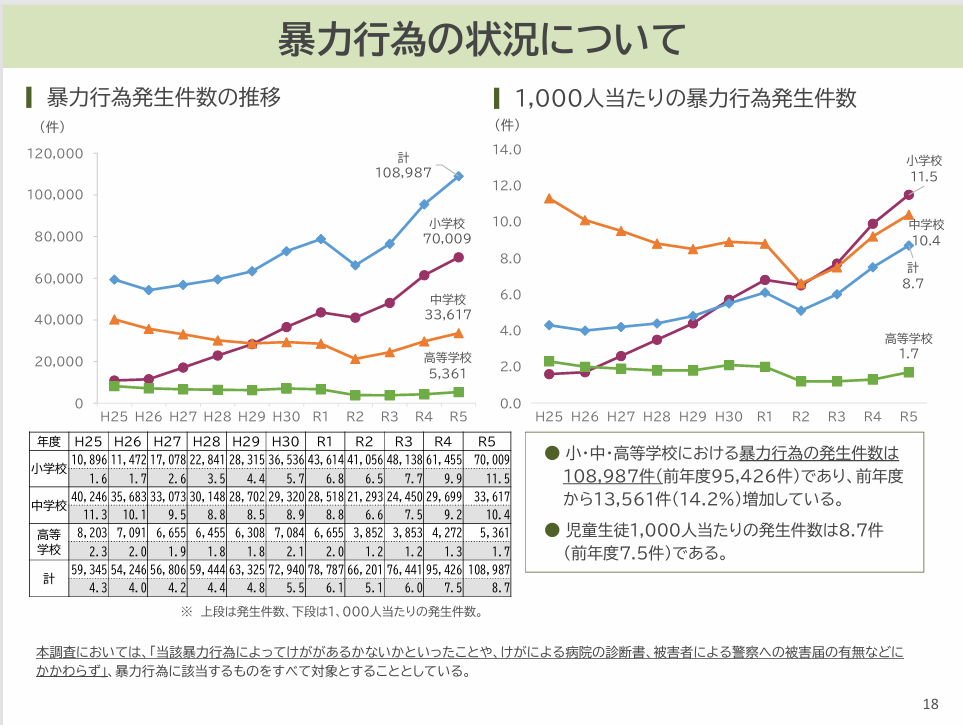 暴力行為の状況について
暴力行為発生件数の推移
(件)
120,000
100,000
80,000
60,000
40,000
20,000
0
H25 H26 H27 H28 H29 H30 R1 R2 R3 R4 R5
計
108,987
小学校
70,009
中学校
33,617
高等学校
5,361
1,000人当たりの暴力行為発生件数
(件)
14.0
12.0
10.0
8.0
6.0
4.0
2.0
0.0
H25 H26 H27 H28 H29 H30 R1 R2 R3 R4 R5
小学校
11.5
中学校
10.4
計
8.7
高等学校
1.7
年度 H25 H26 H27 H28 H29 H30 R1 R2 R3 R4 R5
小学校 10,896 11,472 17,078 22,841 28,315 36,536 43,614 41,056 48,138 61,455 70,009
1.6 1.7 2.6 3.5 4.4 5.7 6.8 6.5 7.7 9.9 11.5
中学校 40,246 35,683 33,073 30,148 28,702 29,320 28,518 21,293 24,450 29,699 33,617
11.3 10.1 9.5 8.8 8.5 8.9 8.8 6.6 7.5 9.2 10.4
高等学校 8,203 7,091 6,655 6,455 6,308 7,084 6,655 3,852 3,853 4,272 5,361
2.3 2.0 1.9 1.8 1.8 2.1 2.0 1.2 1.2 1.3 1.7
計 59,345 54,246 56,806 59,444 63,325 72,940 78,787 66,201 76,441 95,426 108,987
4.3 4.0 4.2 4.4 4.8 5.5 6.1 5.1 6.0 7.5 8.7
※ 上段は発生件数、下段は1、000人当たりの発生件数。
● 小・中・高等学校における暴力行為の発生件数は
108,987件(前年度95,426件)であり、前年度
から13,561件(14.2%)増加している。
● 児童生徒1,000人当たりの発生件数は8.7件
(前年度7.5件)である。
本調査においては、「当該暴力行為によってけががあるかないかといったことや、けがによる病院の診断書、被害者による警察への被害届の有無などに
かかわらず」、暴力行為に該当するものをすべて対象とすることとしている。
18